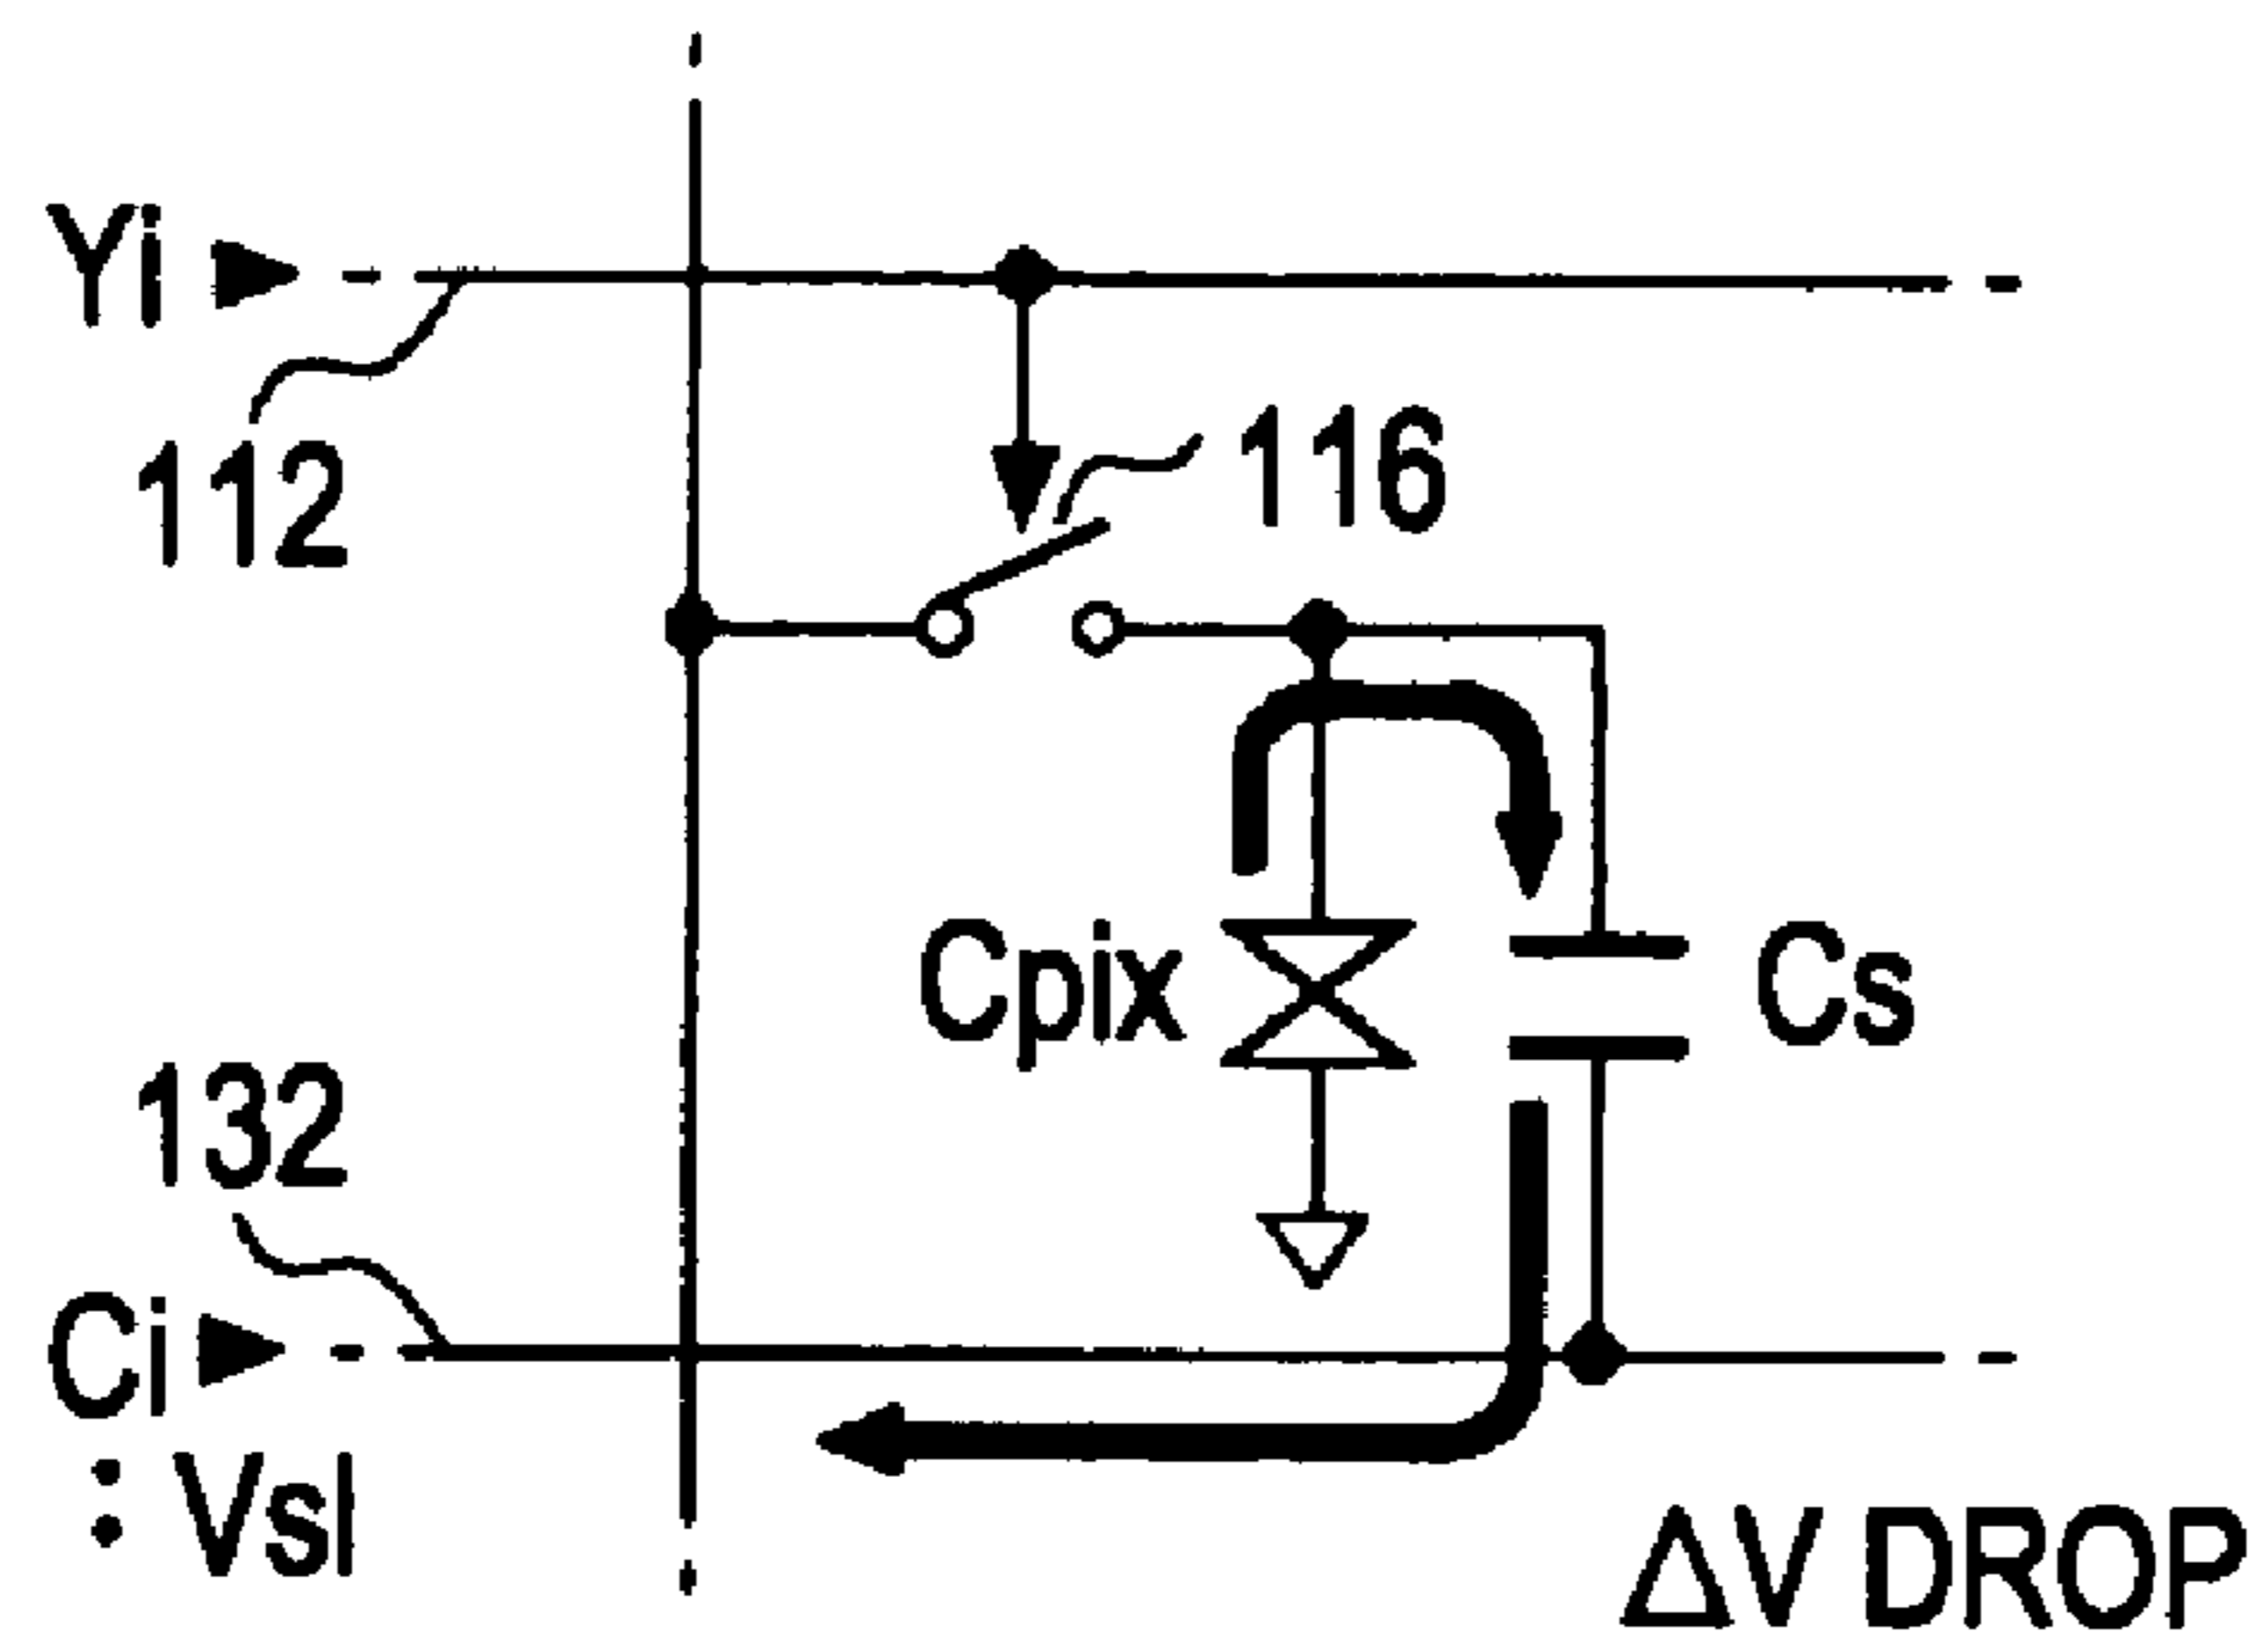 Yi
112
116
Cpix
Cs
132
Ci
: Vsl
ΔV DROP